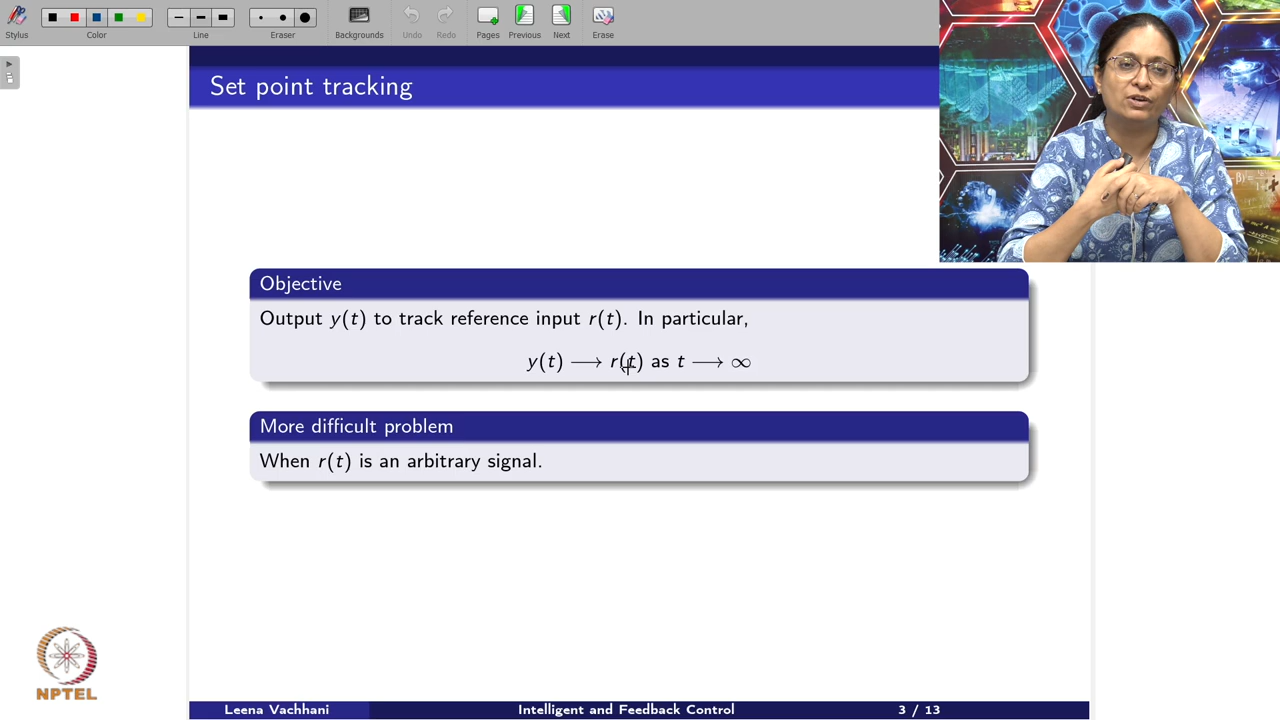 Stylus
Color
Line
Eraser
Backgrounds
Undo
Redo
Pages
Previous
Next
Erase
Set point tracking
Objective
Output y(t) to track reference input r(t). In particular,
y(t) ⟶ r(t) as t ⟶ ∞
More difficult problem
When r(t) is an arbitrary signal.
NPTEL
Leena Vachhani
Intelligent and Feedback Control
3 / 13